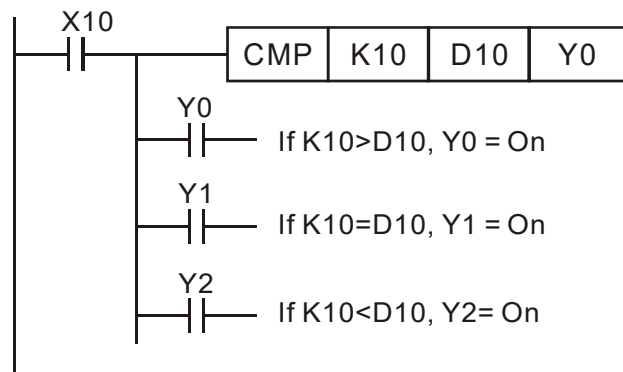 X10
CMP K10 D10 Y0
Y0
If K10>D10, Y0 = On
Y1
If K10=D10, Y1 = On
Y2
If K10<D10, Y2= On